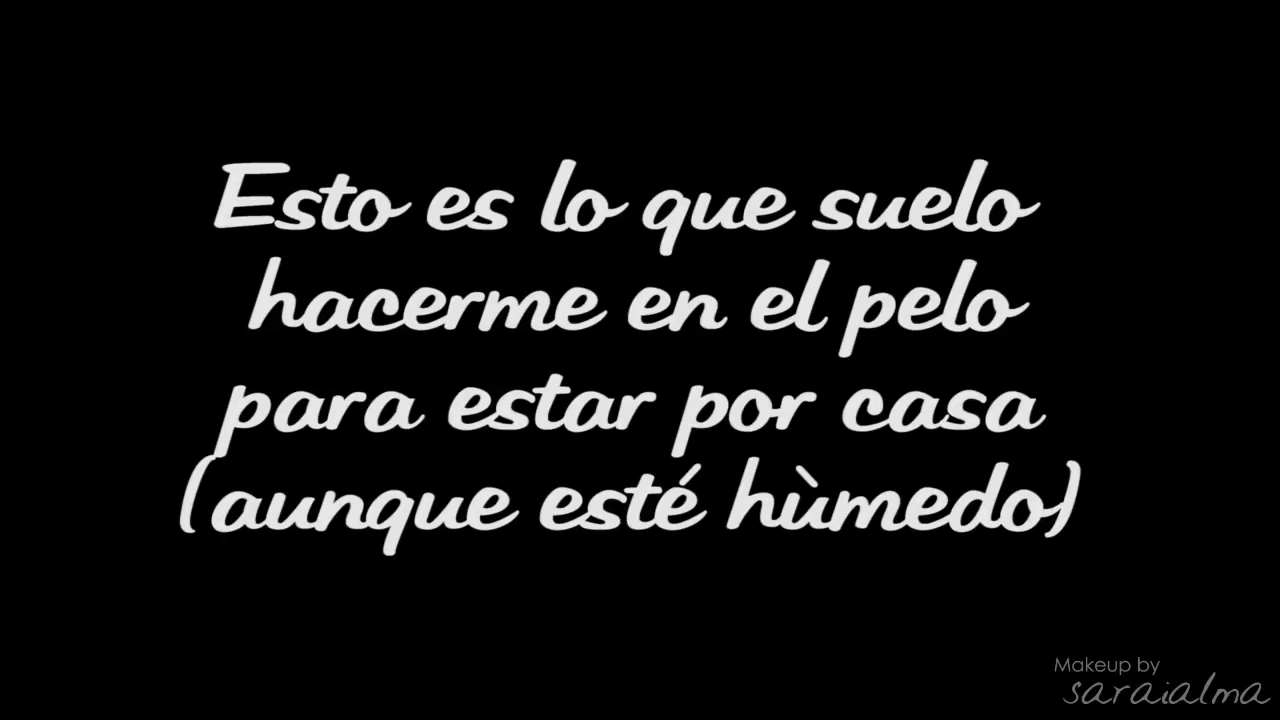 Esto es lo que suelo
hacerme en el pelo
para estar por casa
(aunque esté hùmedo)
Makeup by
saraialma